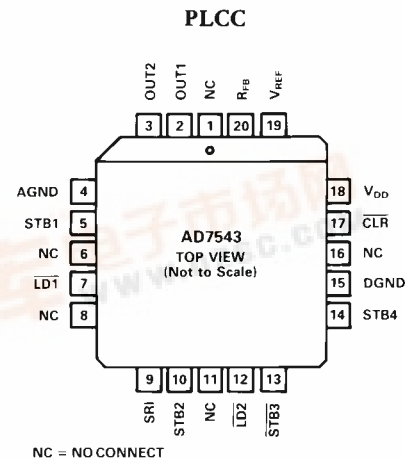 PLCC
OUT2
OUT1
NC
RFB
VREF
3
2
1
20
19
AGND 4
STB1 5
NC 6
LD1 7
NC 8
AD7543
TOP VIEW
(Not to Scale)
18 VDD
17 CLR
16 NC
15 DGND
14 STB4
9
10
11
12
13
SRI
STB2
NC
LD2
STB3
NC = NO CONNECT